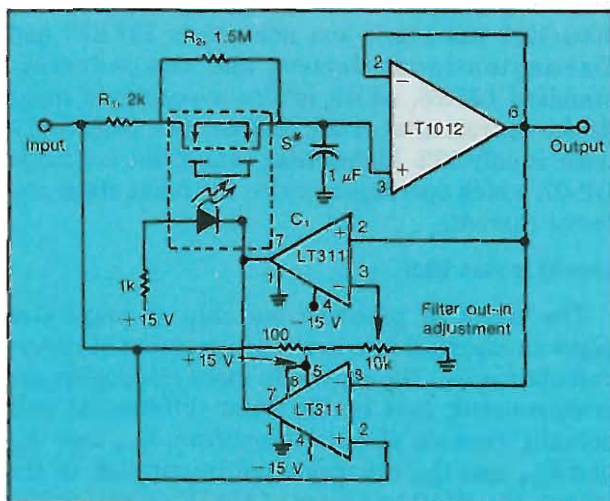 R₂, 1.5M
R₁, 2k
Input
S*
1 µF
2
−
LT1012
6
Output
+
3
C₁
7
+
2
LT311
−
3
1
4
−15 V
1k
+15 V
Filter out-in
adjustment
100
10k
+15 V
8
5
7
−
3
LT311
+
2
1
4
−15 V